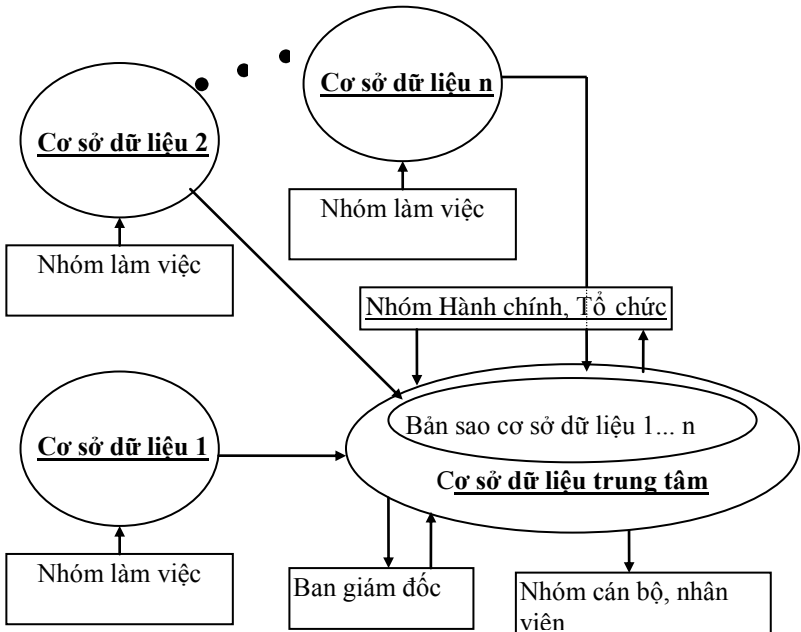 Cơ sở dữ liệu n
Cơ sở dữ liệu 2
Nhóm làm việc
Nhóm làm việc
Nhóm Hành chính, Tổ chức
Bản sao cơ sở dữ liệu 1... n
Cơ sở dữ liệu 1
Cơ sở dữ liệu trung tâm
Nhóm làm việc
Ban giám đốc
Nhóm cán bộ, nhân
viên